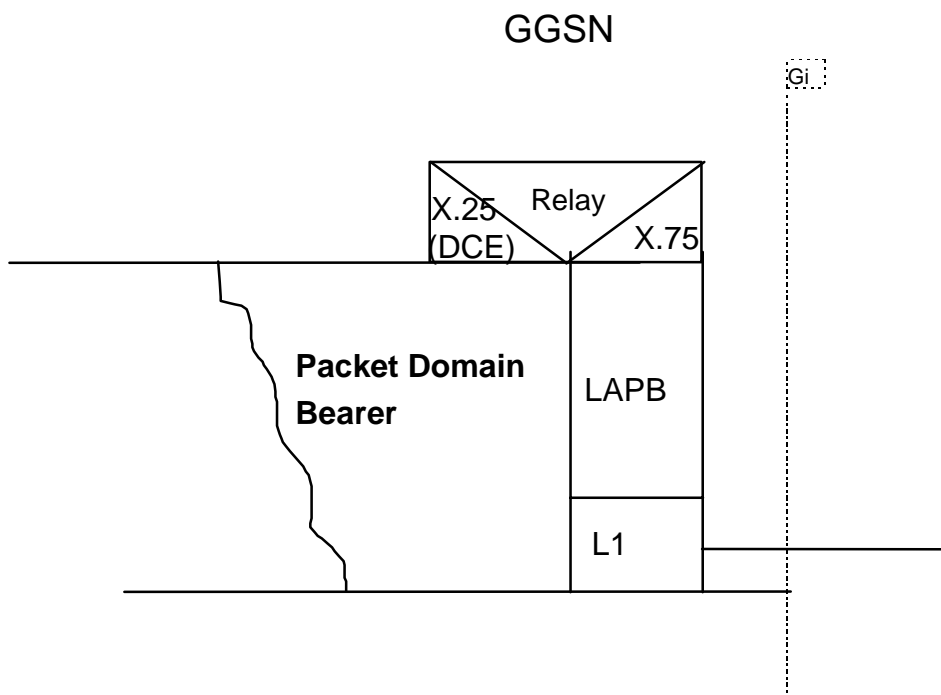 GGSN
Gi
Relay
X.25
(DCE)
X.75
Packet Domain
Bearer
LAPB
L1